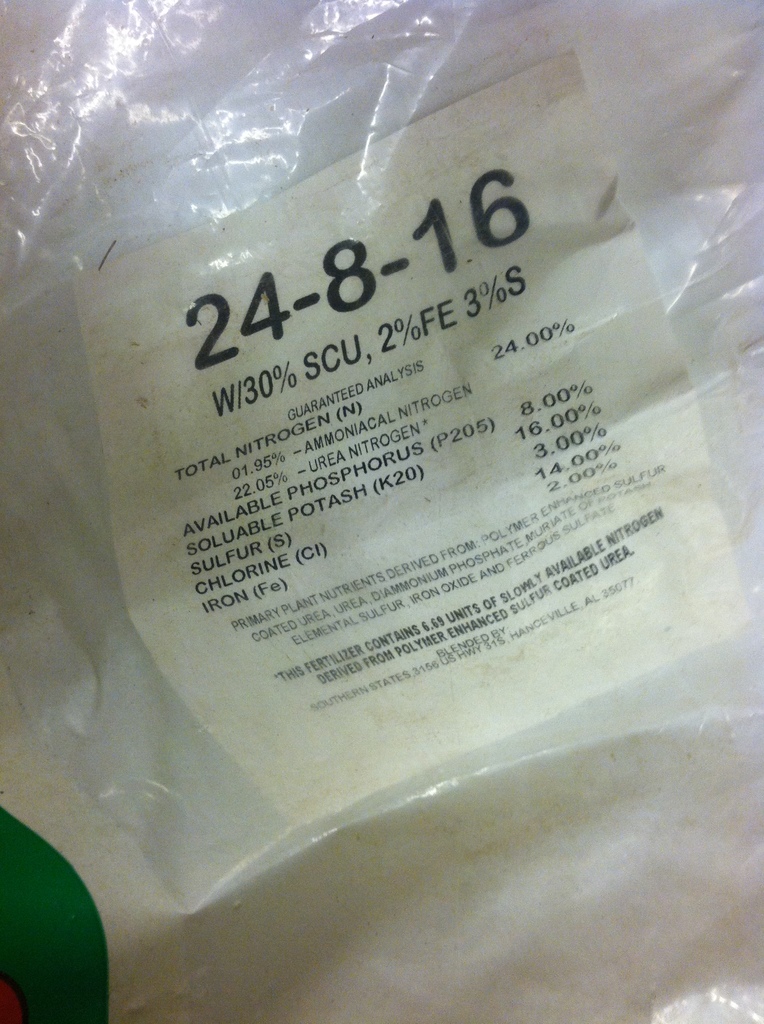 24-8-16
W/30% SCU, 2%FE 3%S
GUARANTEED ANALYSIS
TOTAL NITROGEN (N) 24.00%
01.95% -AMMONIACAL NITROGEN
22.05% -UREA NITROGEN*
AVAILABLE PHOSPHORUS (P205) 8.00%
SOLUABLE POTASH (K20) 16.00%
SULFUR (S) 3.00%
CHLORINE (Cl) 14.00%
IRON (Fe) 2.00%
PRIMARY PLANT NUTRIENTS DERIVED FROM: POLYMER ENHANCED SULFUR
COATED UREA, UREA, DIAMMONIUM PHOSPHATE, MURIATE OF POTASH,
ELEMENTAL SULFUR, IRON OXIDE AND FERROUS SULFATE
*THIS FERTILIZER CONTAINS 6.69 UNITS OF SLOWLY AVAILABLE NITROGEN
DERIVED FROM POLYMER ENHANCED SULFUR COATED UREA.
BLENDED BY
SOUTHERN STATES, 3156 US HWY 31S, HANCEVILLE, AL 35077